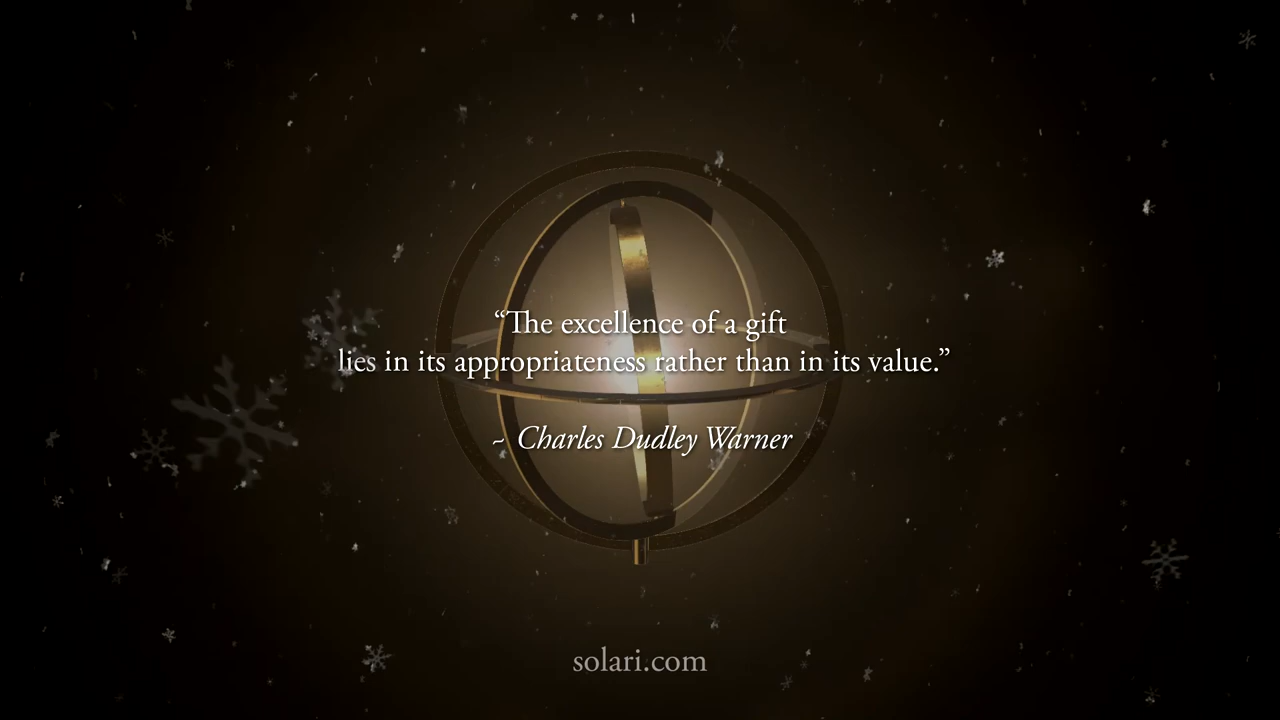 “The excellence of a gift
lies in its appropriateness rather than in its value.”
~ Charles Dudley Warner
solari.com